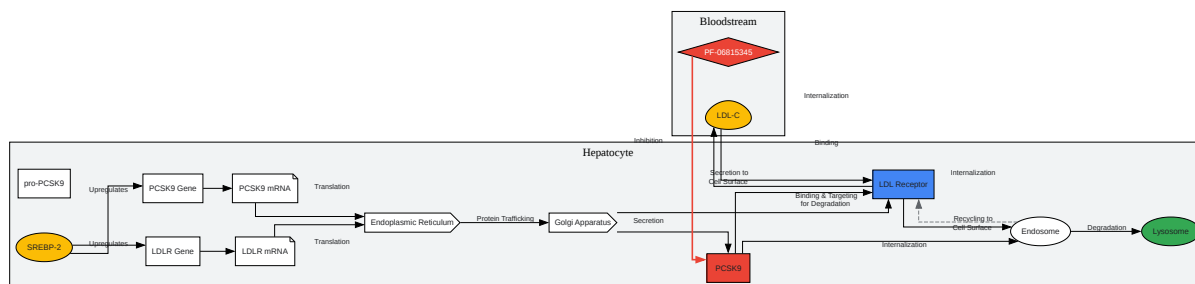 Bloodstream
PF-06815345
Internalization
LDL-C
Inhibition
Binding
Hepatocyte
pro-PCSK9
Upregulates
PCSK9 Gene
PCSK9 mRNA
Translation
Secretion to
Cell Surface
LDL Receptor
Internalization
Binding & Targeting
for Degradation
Endoplasmic Reticulum
Protein Trafficking
Golgi Apparatus
Secretion
Recycling to
Cell Surface
SREBP-2
Upregulates
LDLR Gene
LDLR mRNA
Translation
Internalization
Endosome
Degradation
Lysosome
PCSK9